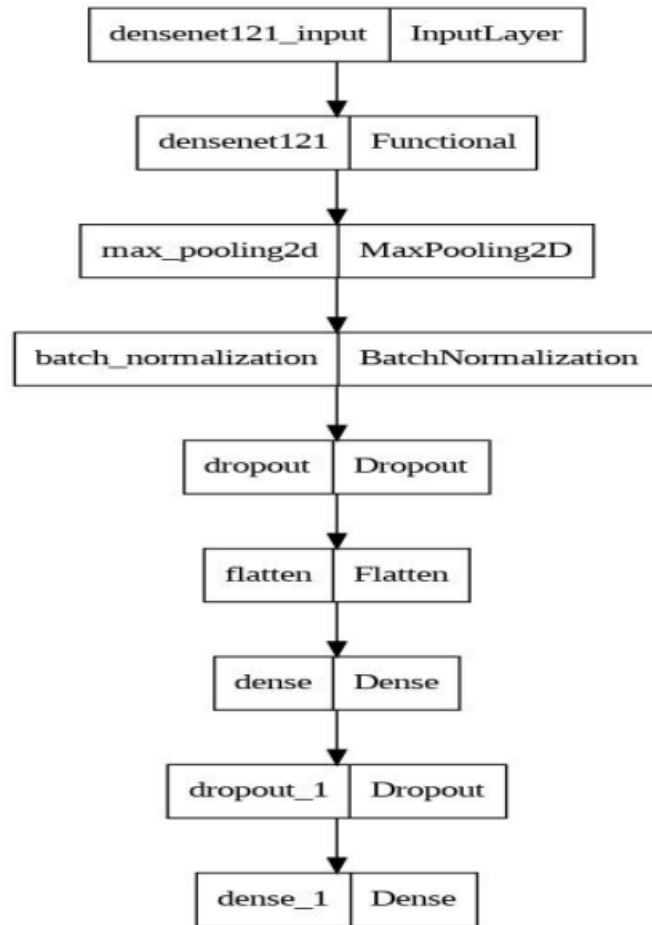 densenet121_input InputLayer
densenet121 Functional
max_pooling2d MaxPooling2D
batch_normalization BatchNormalization
dropout Dropout
flatten Flatten
dense Dense
dropout_1 Dropout
dense_1 Dense